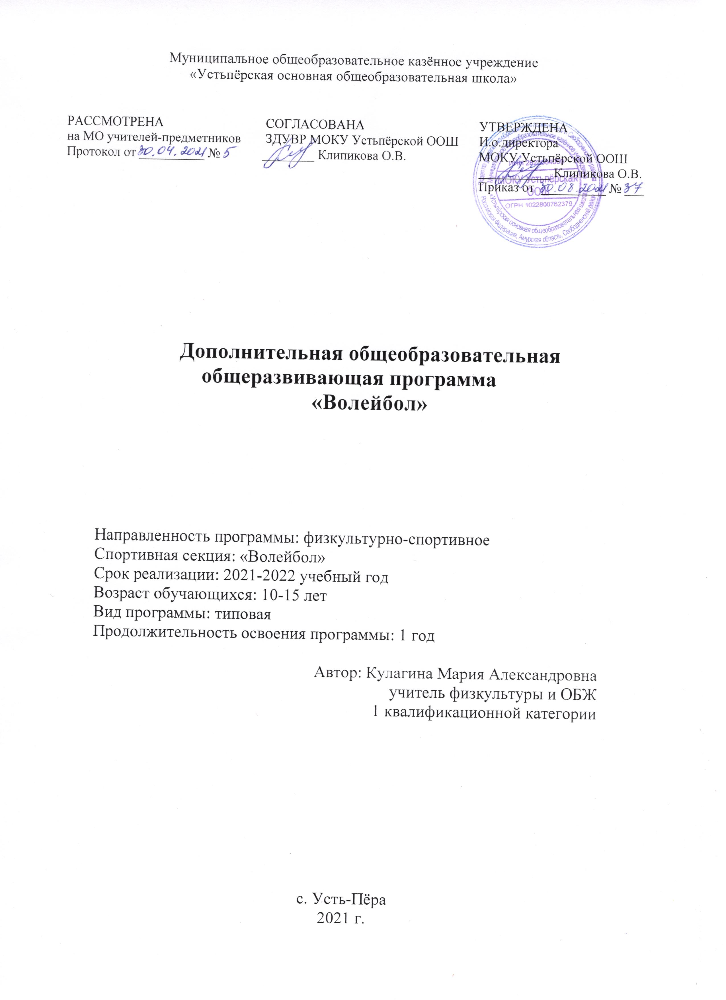 Муниципальное общеобразовательное казённое учреждение
«Устьпёрская основная общеобразовательная школа»
РАССМОТРЕНА
на МО учителей-предметников
Протокол от 30.04.2021 № 5
СОГЛАСОВАНА
ЗДУВР МОКУ Устьпёрской ООШ
Клипикова О.В.
УТВЕРЖДЕНА
И.о.директора
МОКУ Устьпёрской ООШ
Клипикова О.В.
Приказ от 30.08.2021 № 37
МОКУ Устьпёрская
ООШ
ОГРН 1022800762379
«Устьпёрская основная общеобразовательная школа»
Российская Федерация, Амурская область, Свободненский район
Дополнительная общеобразовательная
общеразвивающая программа
«Волейбол»
Направленность программы: физкультурно-спортивное
Спортивная секция: «Волейбол»
Срок реализации: 2021-2022 учебный год
Возраст обучающихся: 10-15 лет
Вид программы: типовая
Продолжительность освоения программы: 1 год
Автор: Кулагина Мария Александровна
учитель физкультуры и ОБЖ
1 квалификационной категории
с. Усть-Пёра
2021 г.